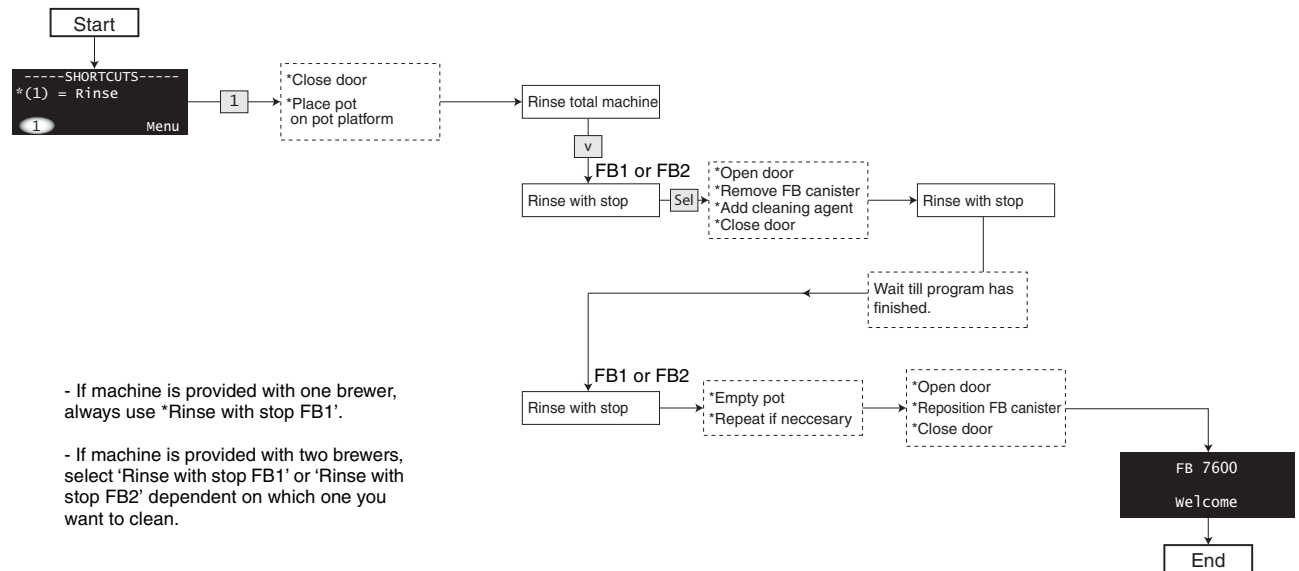 Start
-----SHORTCUTS-----
*(1) = Rinse
1
Menu
1
*Close door
*Place pot
on pot platform
Rinse total machine
v
FB1 or FB2
Rinse with stop
Sel
*Open door
*Remove FB canister
*Add cleaning agent
*Close door
Rinse with stop
Wait till program has
finished.
FB1 or FB2
Rinse with stop
*Empty pot
*Repeat if neccesary
*Open door
*Reposition FB canister
*Close door
FB 7600
Welcome
End
- If machine is provided with one brewer,
always use *Rinse with stop FB1’.
- If machine is provided with two brewers,
select ‘Rinse with stop FB1’ or ‘Rinse with
stop FB2’ dependent on which one you
want to clean.